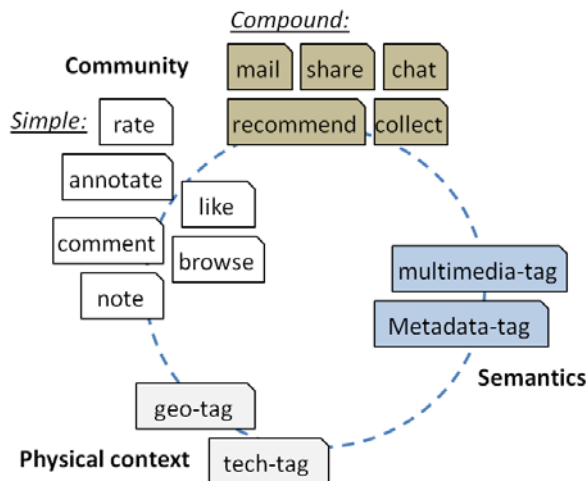 Compound:
Community
mail
share
chat
Simple:
rate
recommend
collect
annotate
like
comment
browse
note
multimedia-tag
Metadata-tag
Semantics
geo-tag
Physical context
tech-tag